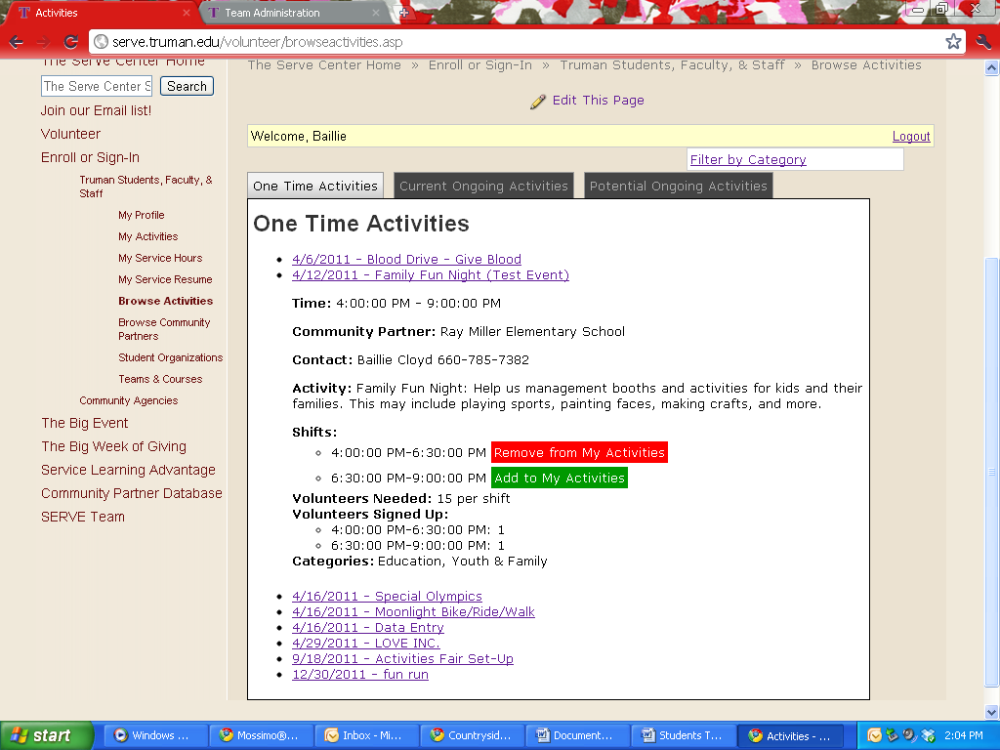 Activities
Team Administration
serve.truman.edu/volunteer/browseactivities.asp
The Serve Center Home
The Serve Center S
Search
Join our Email list!
Volunteer
Enroll or Sign-In
Truman Students, Faculty, &
Staff
My Profile
My Activities
My Service Hours
My Service Resume
Browse Activities
Browse Community
Partners
Student Organizations
Teams & Courses
Community Agencies
The Big Event
The Big Week of Giving
Service Learning Advantage
Community Partner Database
SERVE Team
The Serve Center Home » Enroll or Sign-In » Truman Students, Faculty, & Staff » Browse Activities
Edit This Page
Welcome, Baillie Logout
Filter by Category
One Time Activities Current Ongoing Activities Potential Ongoing Activities
One Time Activities
4/6/2011 - Blood Drive - Give Blood
4/12/2011 - Family Fun Night (Test Event)
Time: 4:00:00 PM - 9:00:00 PM
Community Partner: Ray Miller Elementary School
Contact: Baillie Cloyd 660-785-7382
Activity: Family Fun Night: Help us management booths and activities for kids and their
families. This may include playing sports, painting faces, making crafts, and more.
Shifts:
4:00:00 PM-6:30:00 PM Remove from My Activities
6:30:00 PM-9:00:00 PM Add to My Activities
Volunteers Needed: 15 per shift
Volunteers Signed Up:
4:00:00 PM-6:30:00 PM: 1
6:30:00 PM-9:00:00 PM: 1
Categories: Education, Youth & Family
4/16/2011 - Special Olympics
4/16/2011 - Moonlight Bike/Ride/Walk
4/16/2011 - Data Entry
4/29/2011 - LOVE INC.
9/18/2011 - Activities Fair Set-Up
12/30/2011 - fun run
start Windows ... Mossimo®... Inbox - Mi... Countrysid... Document... Students T... Activities - ... 2:04 PM